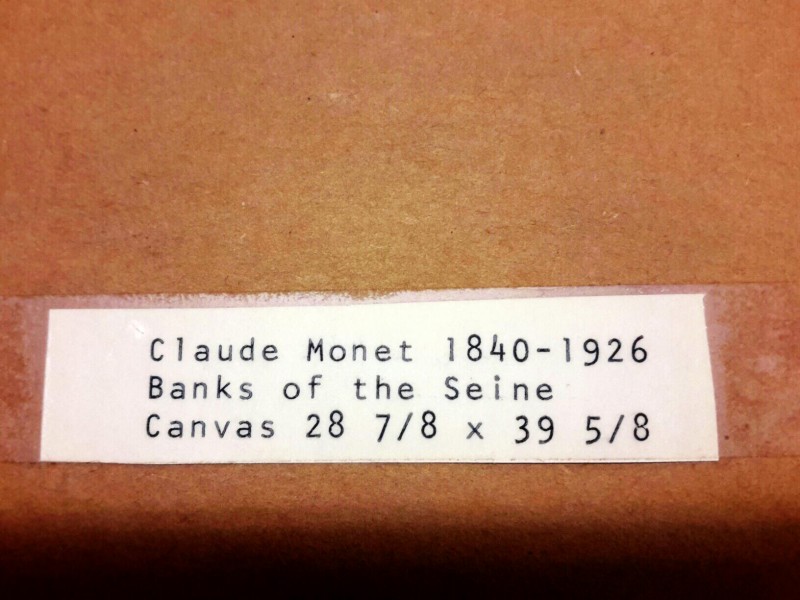 Claude Monet 1840-1926
Banks of the Seine
Canvas 28 7/8 x 39 5/8